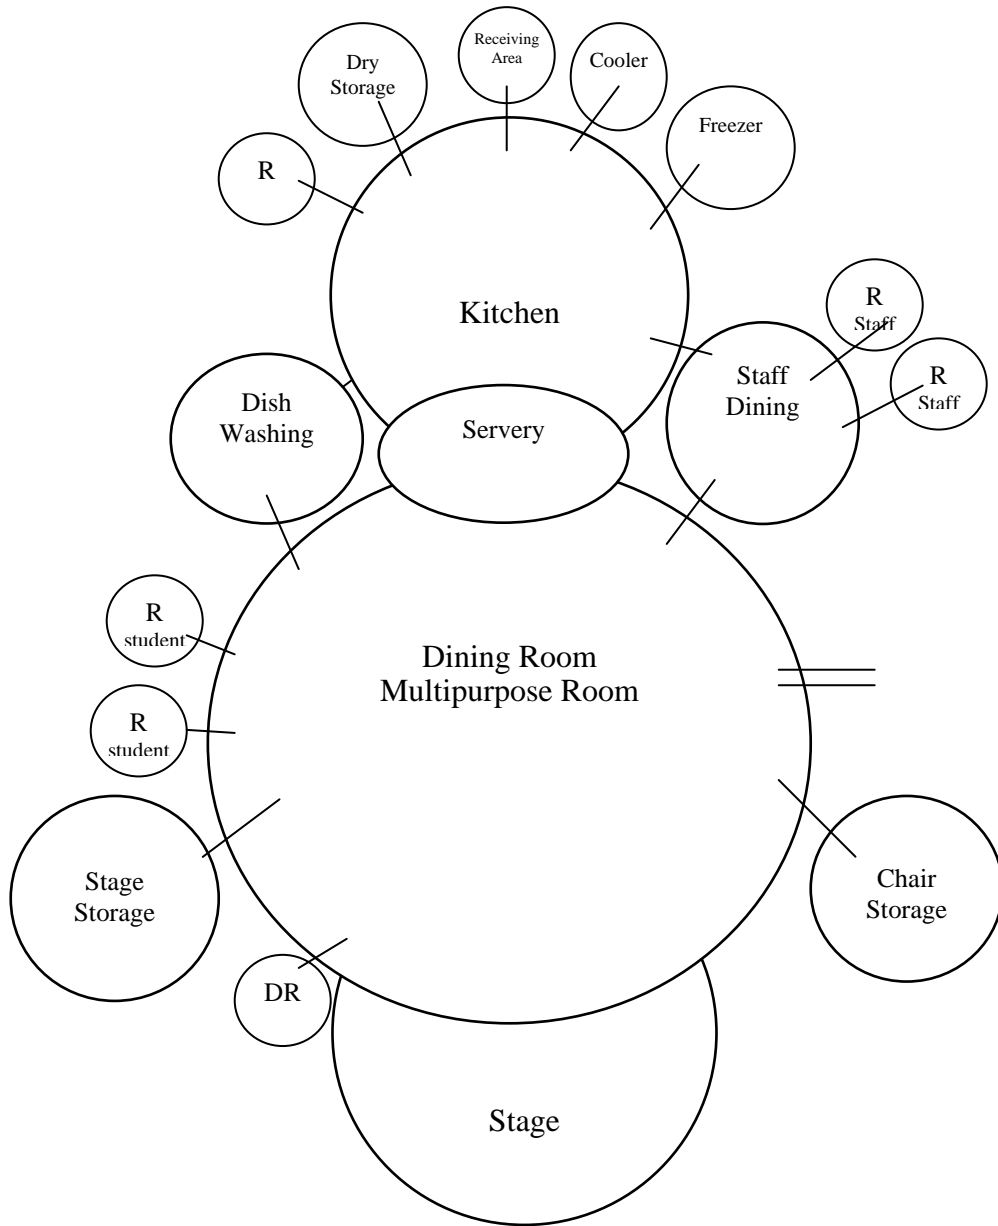 Receiving
Area
Dry
Storage
Cooler
Freezer
R
Kitchen
R
Staff
R
Staff
Staff
Dining
Dish
Washing
Servery
R
student
Dining Room
Multipurpose Room
R
student
Stage
Storage
Chair
Storage
DR
Stage